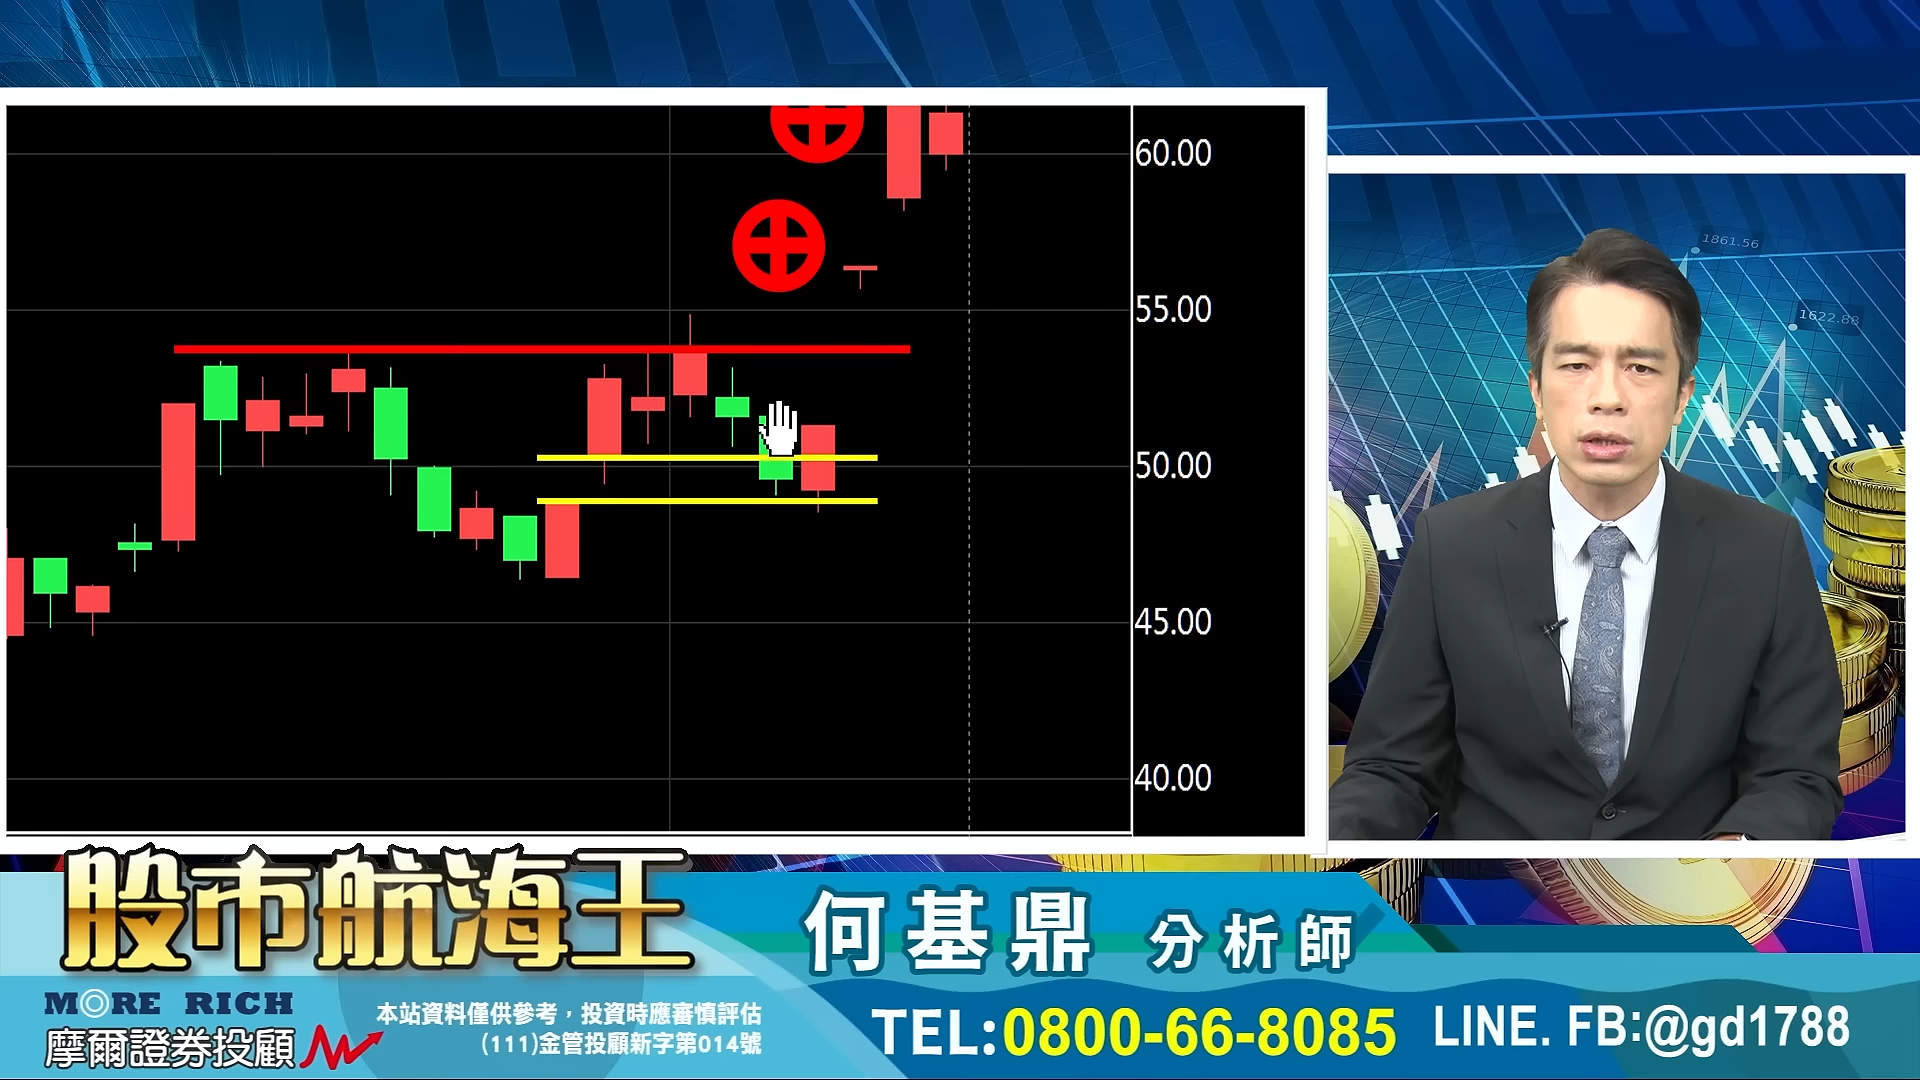 60.00
55.00
50.00
45.00
40.00
1861.56
1622.88
股市航海王
何基鼎 分析師
MORE RICH
摩爾證券投顧
本站資料僅供參考，投資時應審慎評估
(111)金管投顧新字第014號
TEL:0800-66-8085
LINE. FB:@gd1788